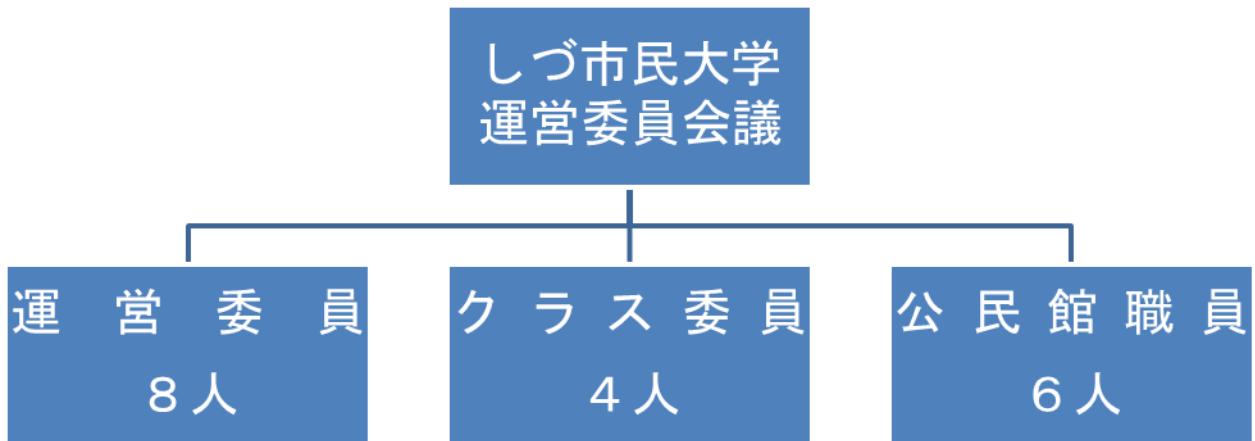 しづ市民大学
運営委員会議
運営委員
８人
クラス委員
４人
公民館職員
６人